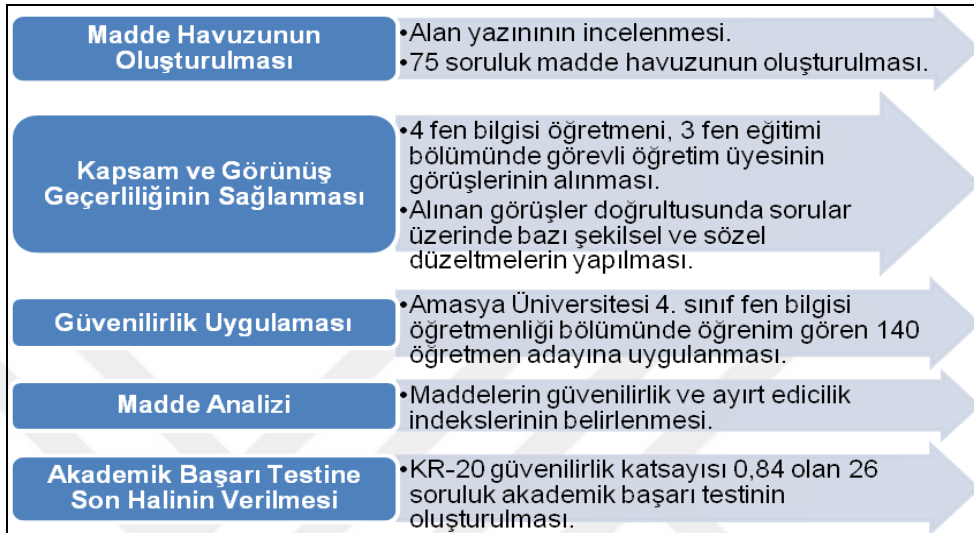 Madde Havuzunun
Oluşturulması
•Alan yazınının incelenmesi.
•75 soruluk madde havuzunun oluşturulması.
Kapsam ve Görünüş
Geçerliliğinin Sağlanması
•4 fen bilgisi öğretmeni, 3 fen eğitimi
bölümünde görevli öğretim üyesinin
görüşlerinin alınması.
•Alınan görüşler doğrultusunda sorular
üzerinde bazı şekilsel ve sözel
düzeltmelerin yapılması.
Güvenilirlik Uygulaması
•Amasya Üniversitesi 4. sınıf fen bilgisi
öğretmenliği bölümünde öğrenim gören 140
öğretmen adayına uygulanması.
Madde Analizi
•Maddelerin güvenilirlik ve ayırt edicilik
indekslerinin belirlenmesi.
Akademik Başarı Testine
Son Halinin Verilmesi
•KR-20 güvenilirlik katsayısı 0,84 olan 26
soruluk akademik başarı testinin
oluşturulması.